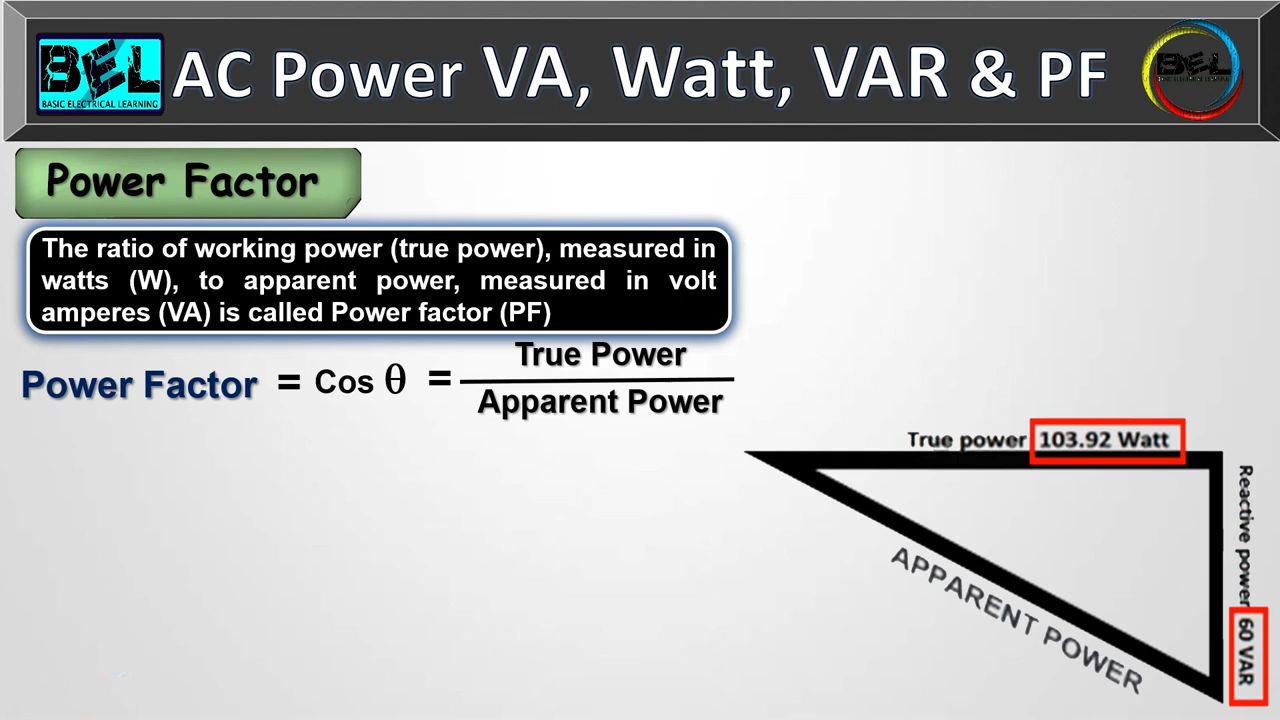 BEL
BASIC ELECTRICAL LEARNING
AC Power VA, Watt, VAR & PF
BEL
Power Factor
The ratio of working power (true power), measured in
watts (W), to apparent power, measured in volt
amperes (VA) is called Power factor (PF)
Power Factor = Cos θ = True Power
Apparent Power
True power 103.92 Watt
Reactive power 60 VAR
APPARENT POWER